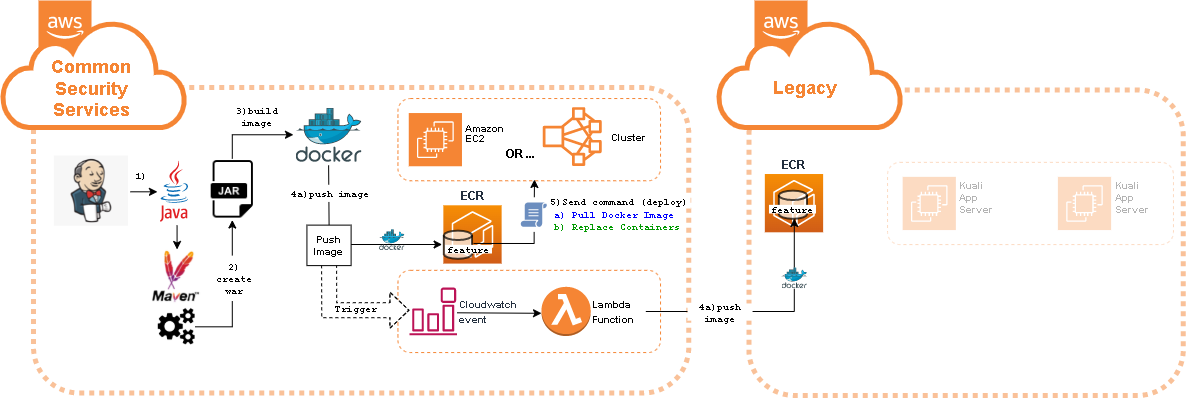 aws
Common
Security
Services
1)
Java
Maven™
2)
create
war
JAR
3)build
image
docker
4a)push image
Push
Image
docker
Trigger
ECR
feature
Amazon
EC2
OR ...
Cluster
5)Send command (deploy)
a) Pull Docker Image
b) Replace Containers
Cloudwatch
event
Lambda
Function
4a)push
image
aws
Legacy
ECR
feature
docker
Kuali
App
Server
Kuali
App
Server